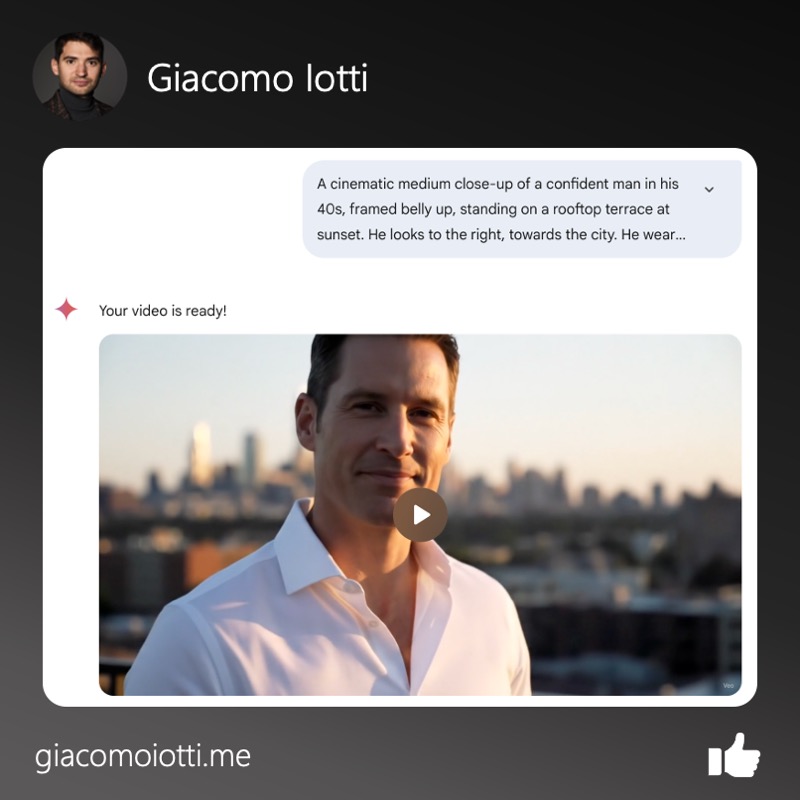 Giacomo Iotti
A cinematic medium close-up of a confident man in his
40s, framed belly up, standing on a rooftop terrace at
sunset. He looks to the right, towards the city. He wear...
Your video is ready!
Veo
giacomoiotti.me